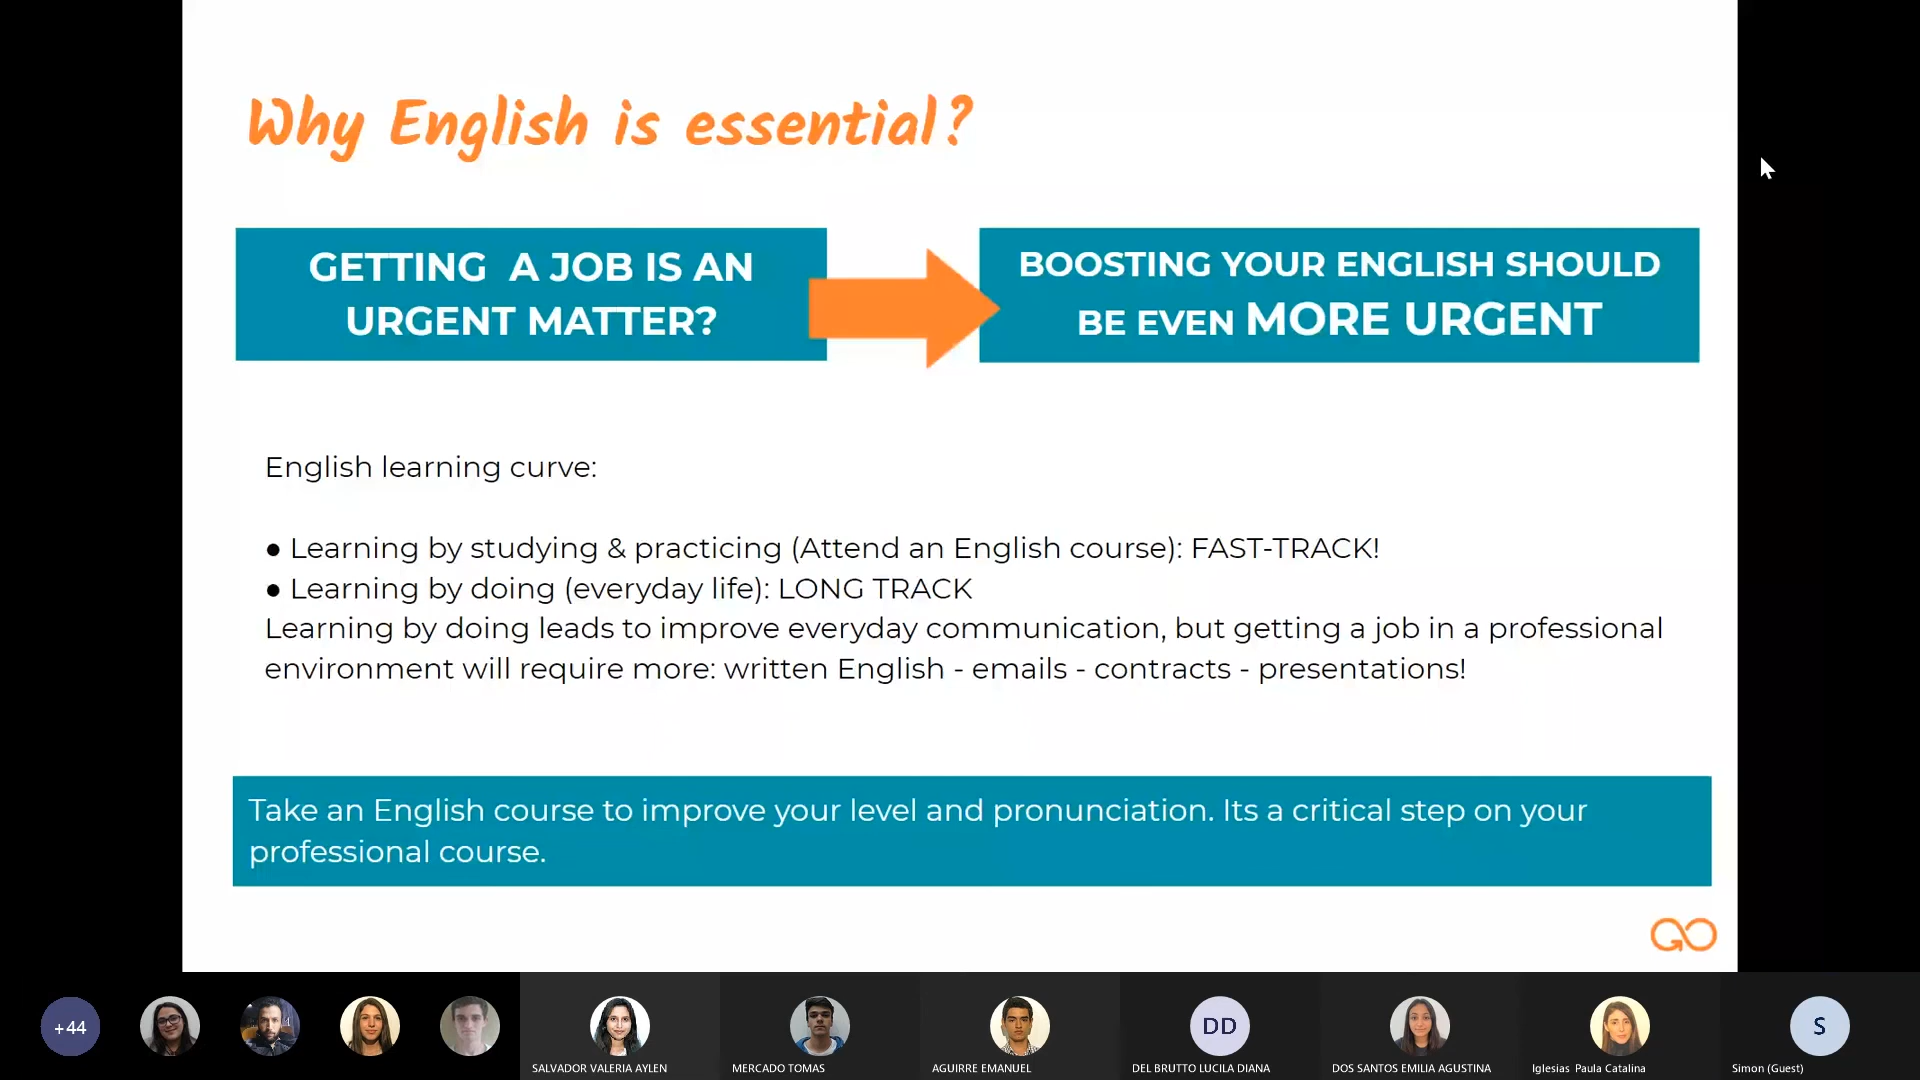 Why English is essential?
GETTING A JOB IS AN
URGENT MATTER?
BOOSTING YOUR ENGLISH SHOULD
BE EVEN MORE URGENT
English learning curve:
● Learning by studying & practicing (Attend an English course): FAST-TRACK!
● Learning by doing (everyday life): LONG TRACK
Learning by doing leads to improve everyday communication, but getting a job in a professional
environment will require more: written English - emails - contracts - presentations!
Take an English course to improve your level and pronunciation. Its a critical step on your
professional course.
GO
+44
DD
S
SALVADOR VALERIA AYLEN
MERCADO TOMAS
AGUIRRE EMANUEL
DEL BRUTTO LUCILA DIANA
DOS SANTOS EMILIA AGUSTINA
Iglesias Paula Catalina
Simon (Guest)